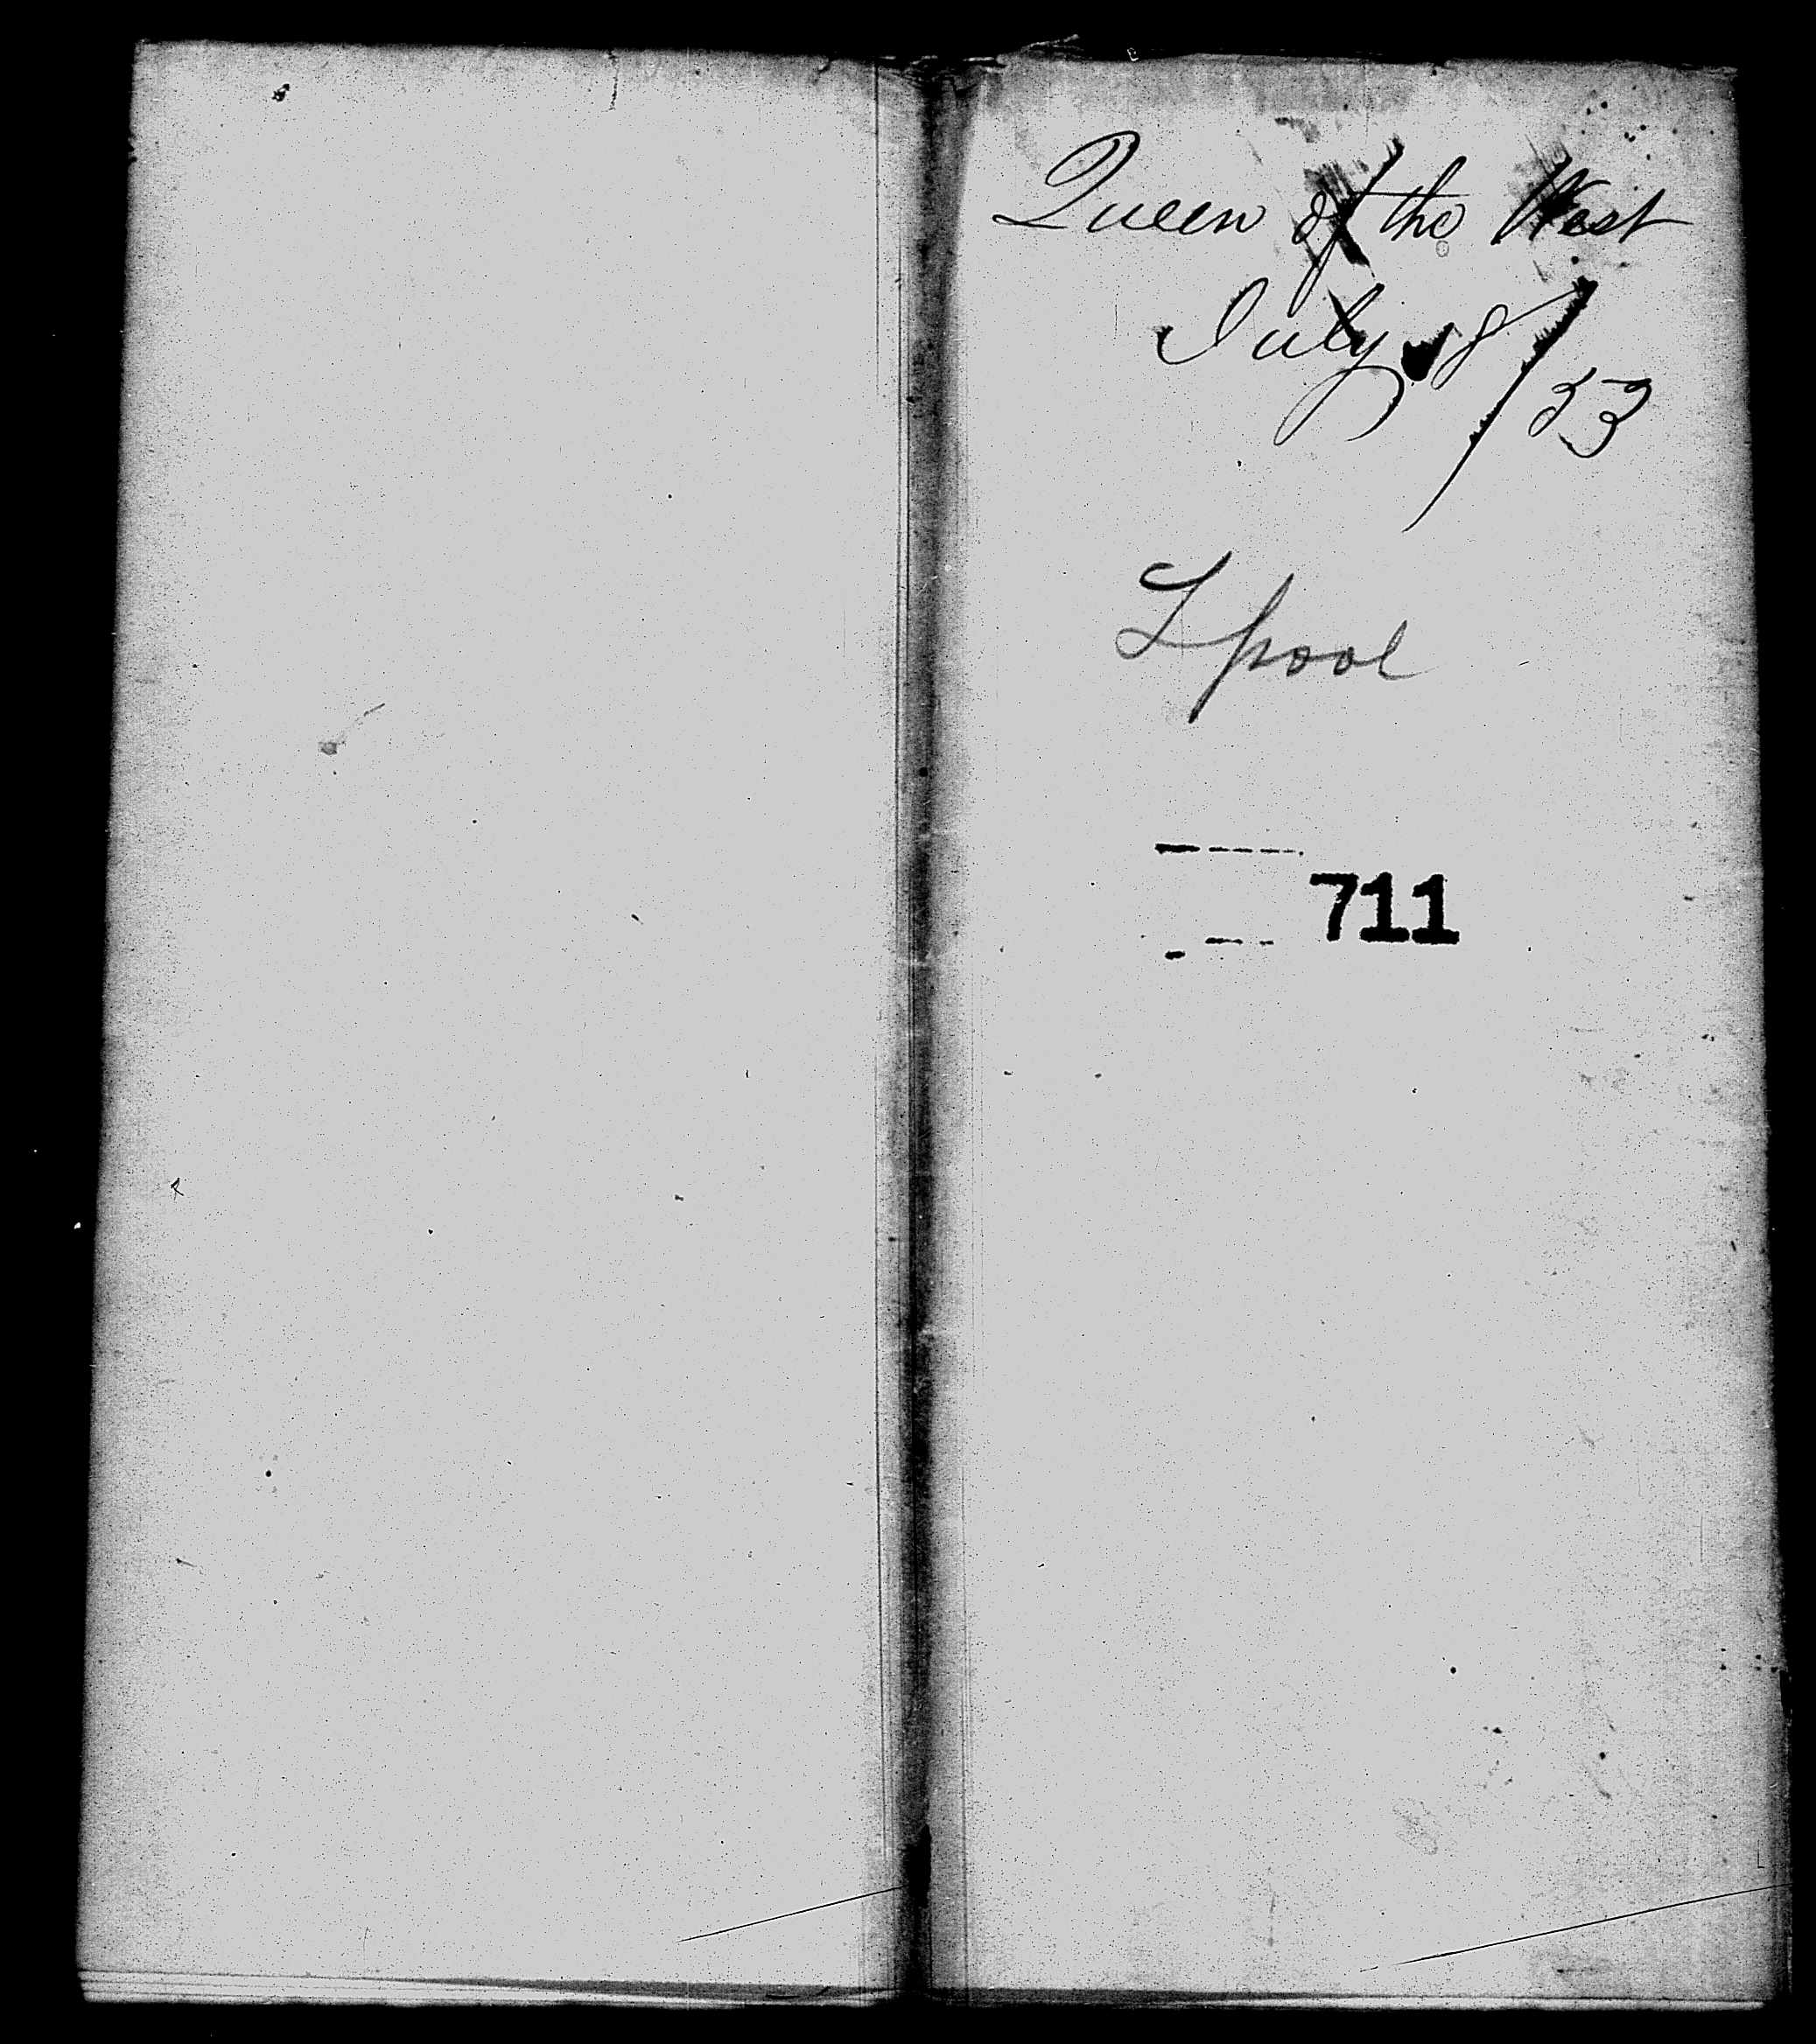 Queen of the West
July 18/53
Lpool
711